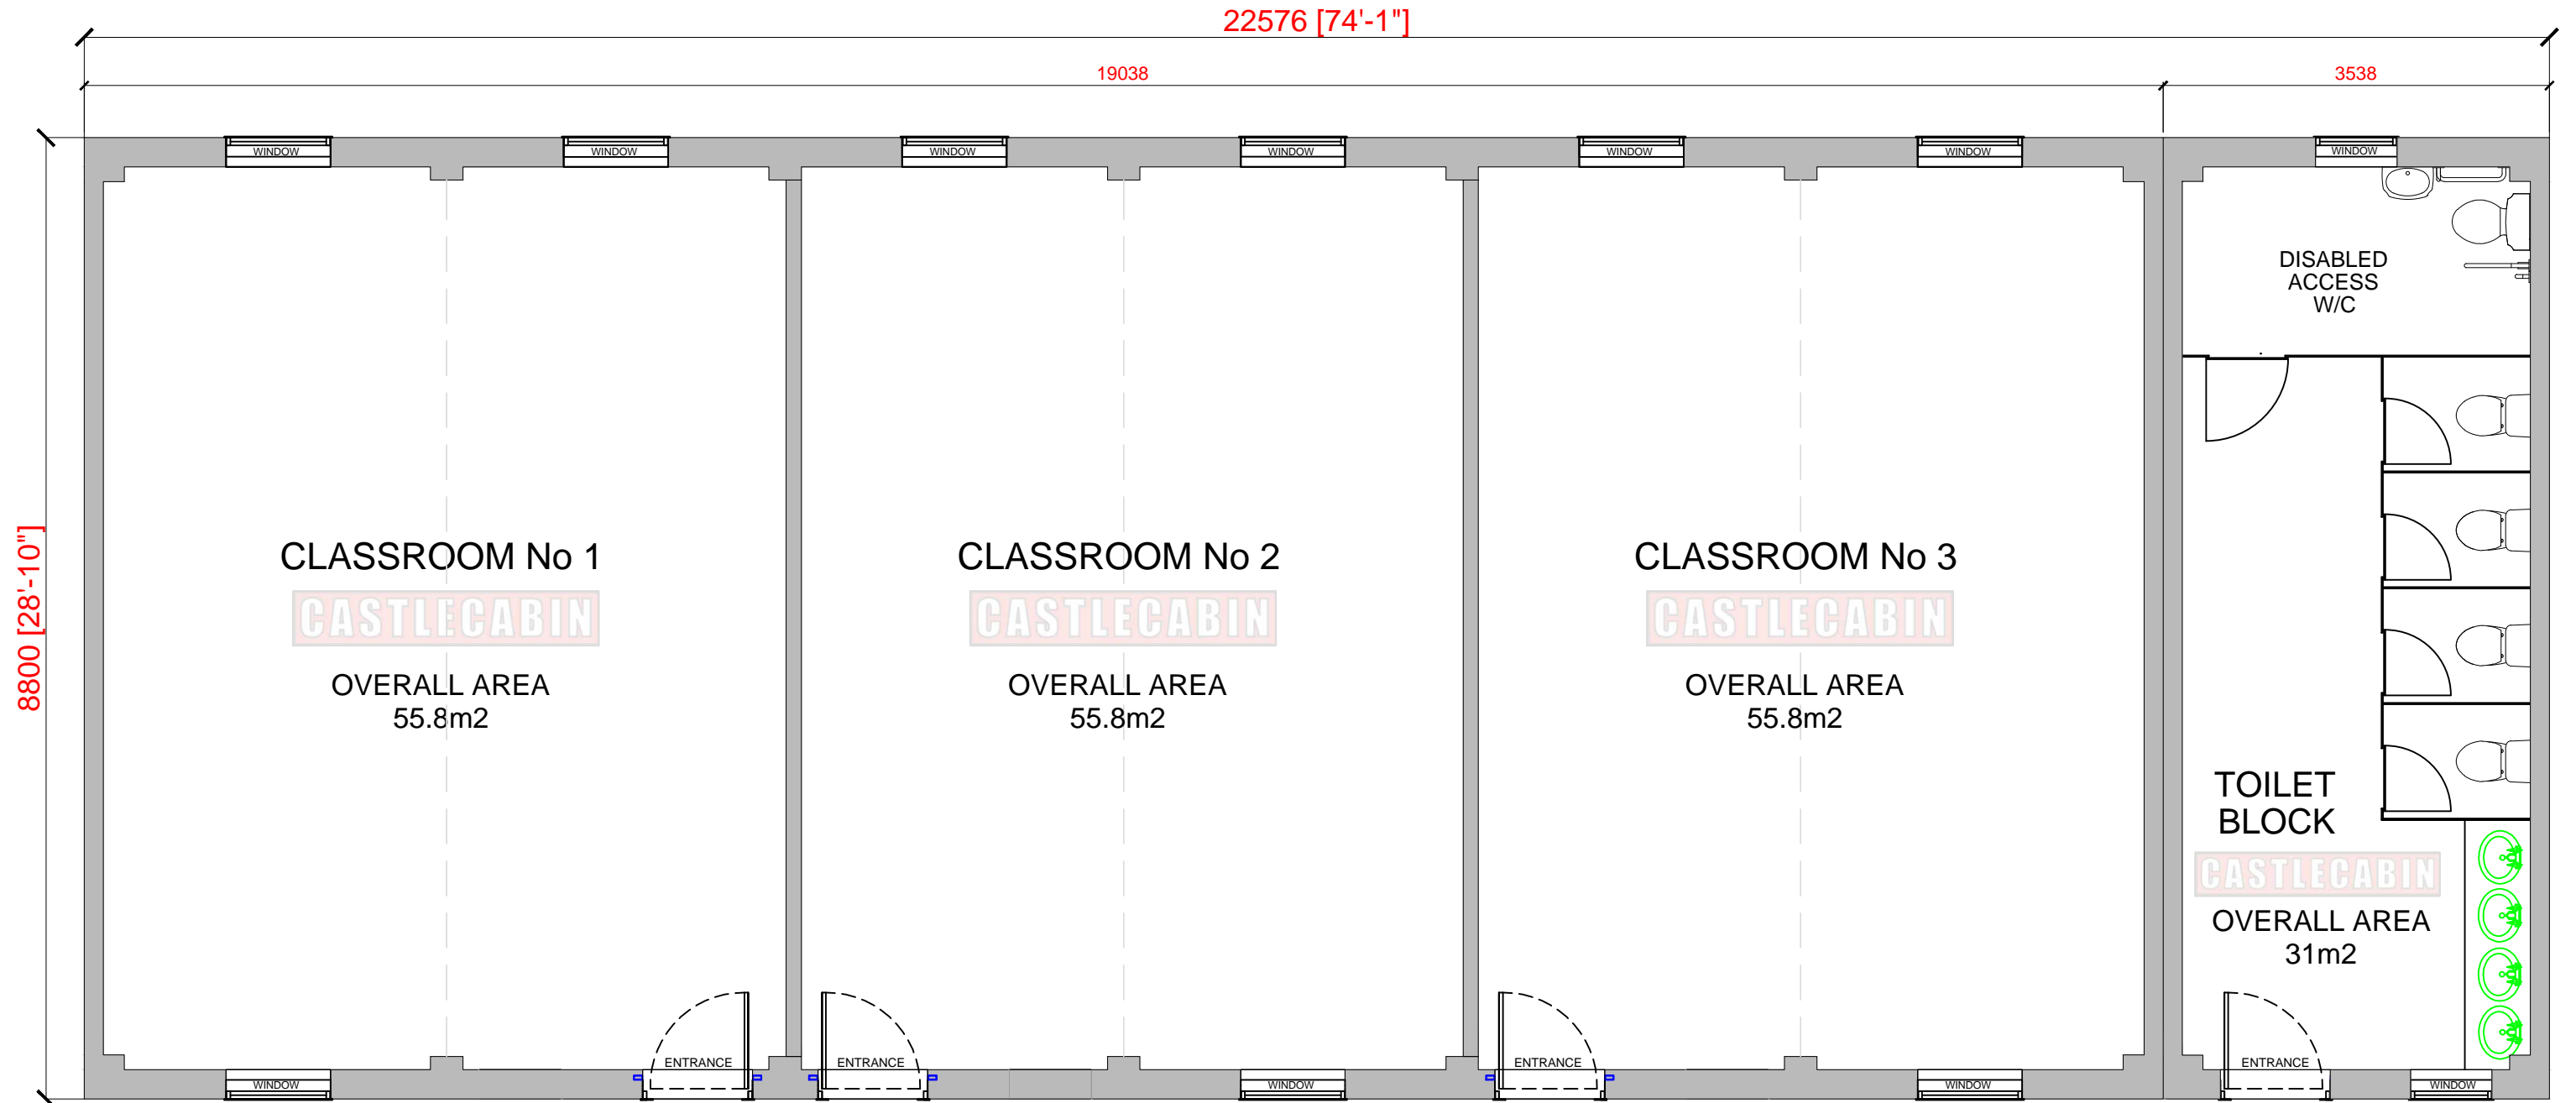 22576 [74'-1"]
19038
3538
WINDOW
WINDOW
WINDOW
WINDOW
WINDOW
WINDOW
WINDOW
DISABLED
ACCESS
W/C
8800 [28'-10"]
CLASSROOM No 1
CASTLECABIN
OVERALL AREA
55.8m2
CLASSROOM No 2
CASTLECABIN
OVERALL AREA
55.8m2
CLASSROOM No 3
CASTLECABIN
OVERALL AREA
55.8m2
TOILET
BLOCK
CASTLECABIN
OVERALL AREA
31m2
ENTRANCE
ENTRANCE
ENTRANCE
ENTRANCE
WINDOW
WINDOW
WINDOW
WINDOW